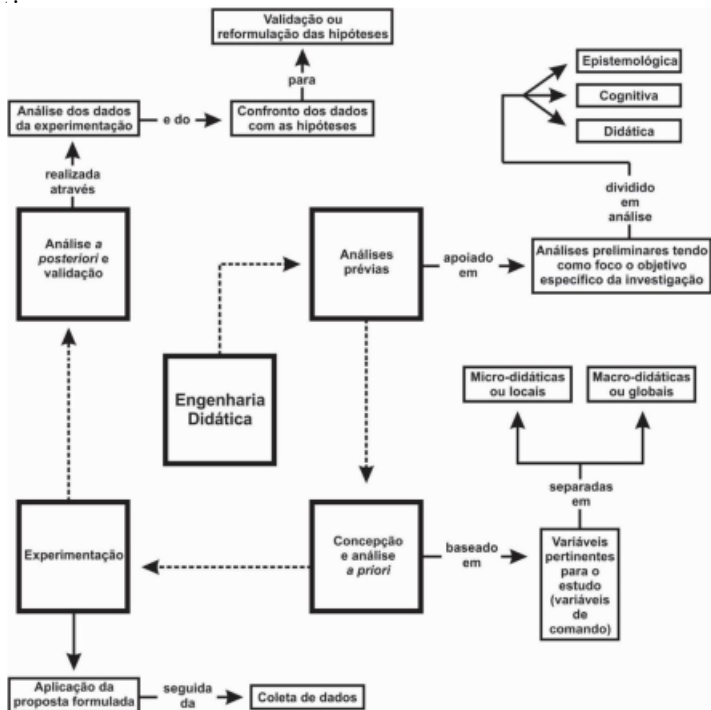 Validação ou
reformulação das hipóteses
para
Análise dos dados
da experimentação
e do
Confronto dos dados
com as hipóteses
Epistemológica
Cognitiva
Didática
realizada
através
dividido
em
análise
Análise a
posteriori e
validação
Análises
prévias
apoiado
em
Análises preliminares tendo
como foco o objetivo
específico da investigação
Engenharia
Didática
Micro-didáticas
ou locais
Macro-didáticas
ou globais
separadas
em
Experimentação
Concepção
e análise
a priori
baseado
em
Variáveis
pertinentes
para o
estudo
(variáveis
de
comando)
Aplicação da
proposta formulada
seguida
da
Coleta de dados